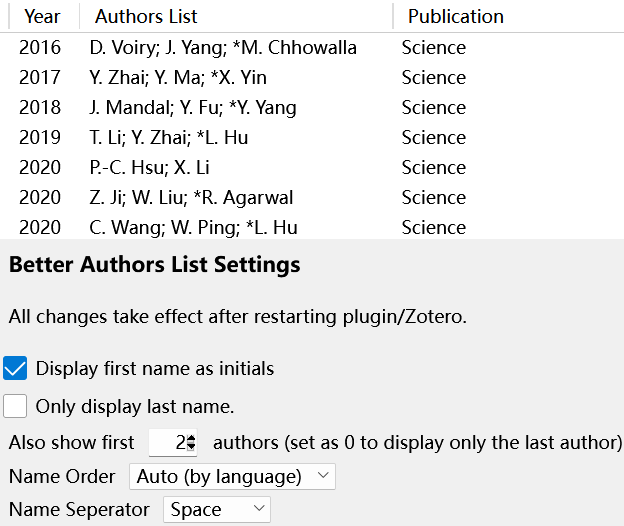 Year Authors List Publication
2016 D. Voiry; J. Yang; *M. Chhowalla Science
2017 Y. Zhai; Y. Ma; *X. Yin Science
2018 J. Mandal; Y. Fu; *Y. Yang Science
2019 T. Li; Y. Zhai; *L. Hu Science
2020 P.-C. Hsu; X. Li Science
2020 Z. Ji; W. Liu; *R. Agarwal Science
2020 C. Wang; W. Ping; *L. Hu Science
Better Authors List Settings
All changes take effect after restarting plugin/Zotero.
Display first name as initials
Only display last name.
Also show first 2 authors (set as 0 to display only the last author)
Name Order Auto (by language)
Name Seperator Space